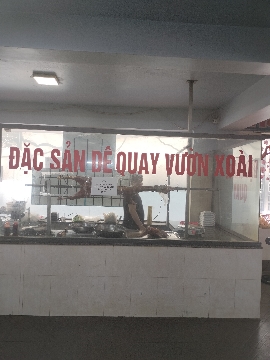 ĐẶC SẢN DÊ QUAY VƯỜN XOÀI